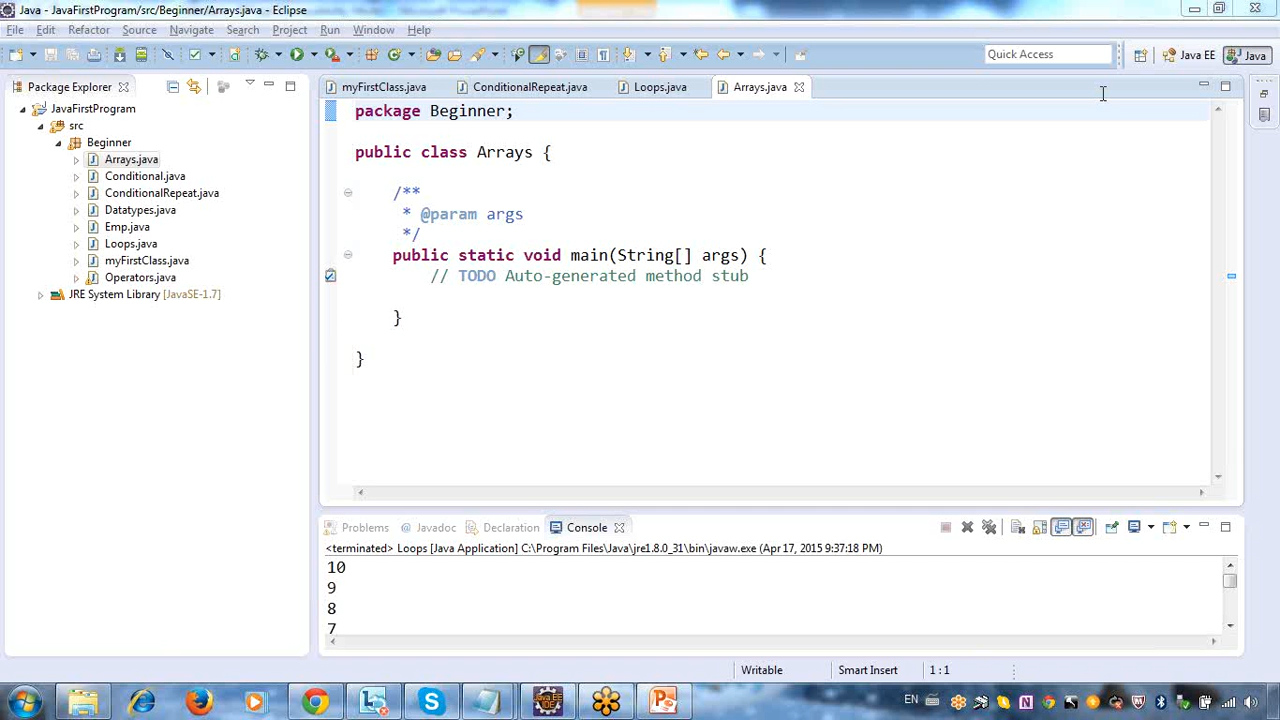 Java - JavaFirstProgram/src/Beginner/Arrays.java - Eclipse
File Edit Refactor Source Navigate Search Project Run Window Help
Quick Access Java EE Java
Package Explorer
JavaFirstProgram
src
Beginner
Arrays.java
Conditional.java
ConditionalRepeat.java
Datatypes.java
Emp.java
Loops.java
myFirstClass.java
Operators.java
JRE System Library [JavaSE-1.7]
myFirstClass.java ConditionalRepeat.java Loops.java Arrays.java
package Beginner;
public class Arrays {
/**
* @param args
*/
public static void main(String[] args) {
// TODO Auto-generated method stub
}
}
Problems @ Javadoc Declaration Console
<terminated> Loops [Java Application] C:\Program Files\Java\jre1.8.0_31\bin\javaw.exe (Apr 17, 2015 9:37:18 PM)
10
9
8
7
Writable Smart Insert 1 : 1
EN